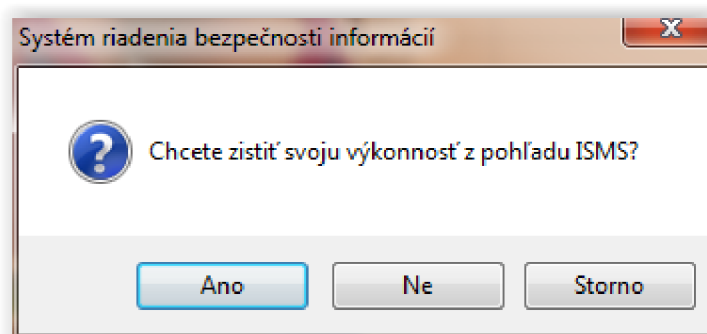 Systém riadenia bezpečnosti informácií
Chcete zistiť svoju výkonnosť z pohľadu ISMS?
Ano
Ne
Storno